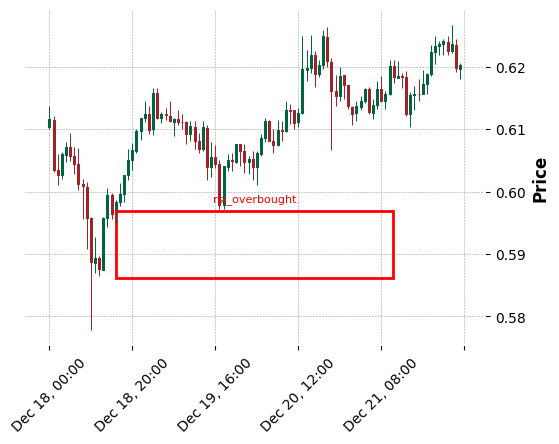 0.62
0.61
rsi_overbought
0.60
0.59
0.58
Price
Dec 18, 00:00
Dec 18, 20:00
Dec 19, 16:00
Dec 20, 12:00
Dec 21, 08:00